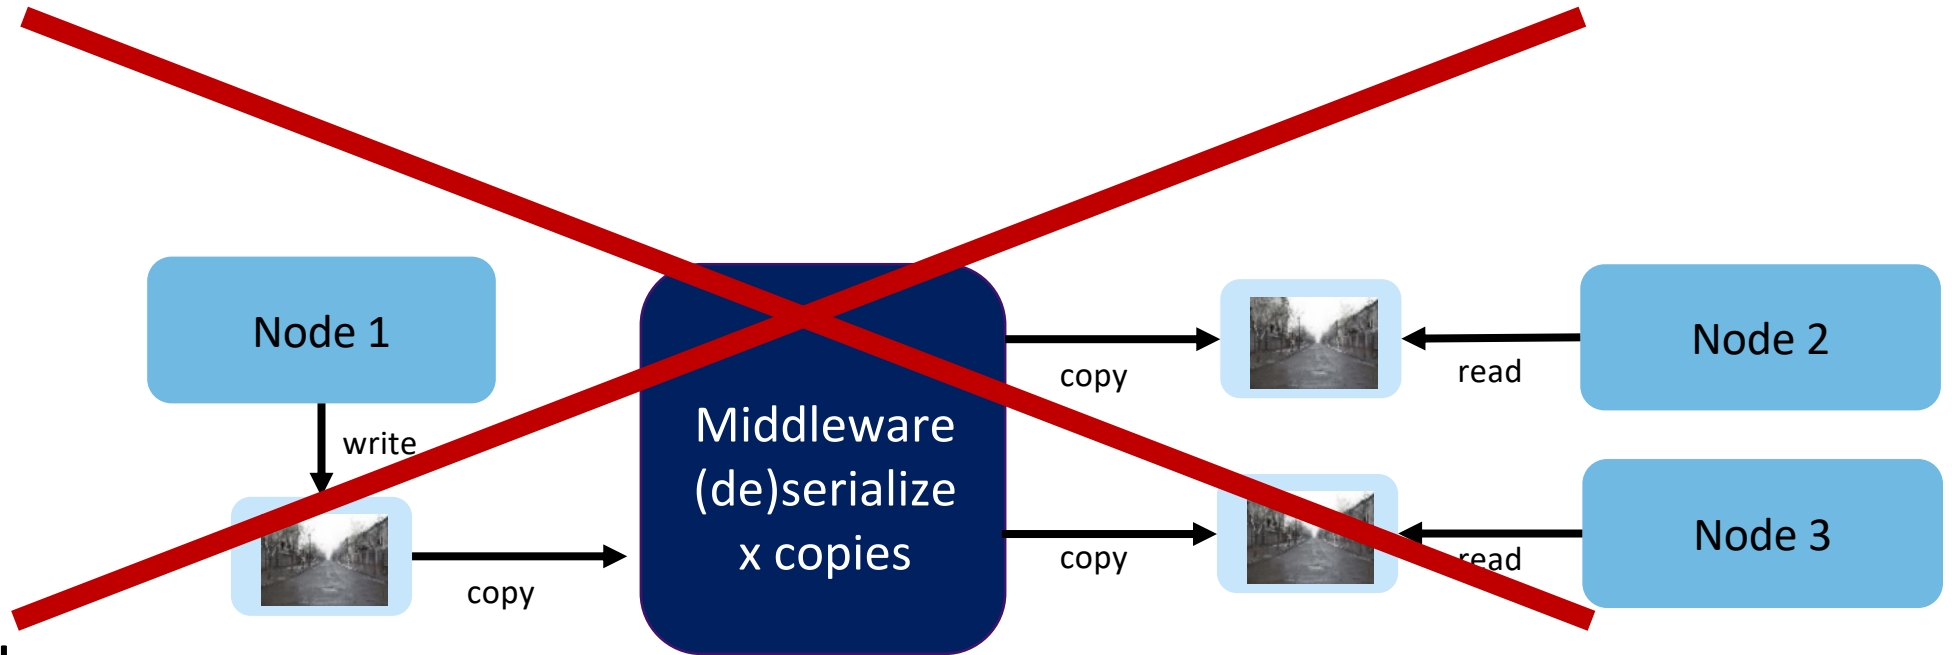 Node 1
write
copy
Middleware
(de)serialize
x copies
copy
read
Node 2
copy
read
Node 3